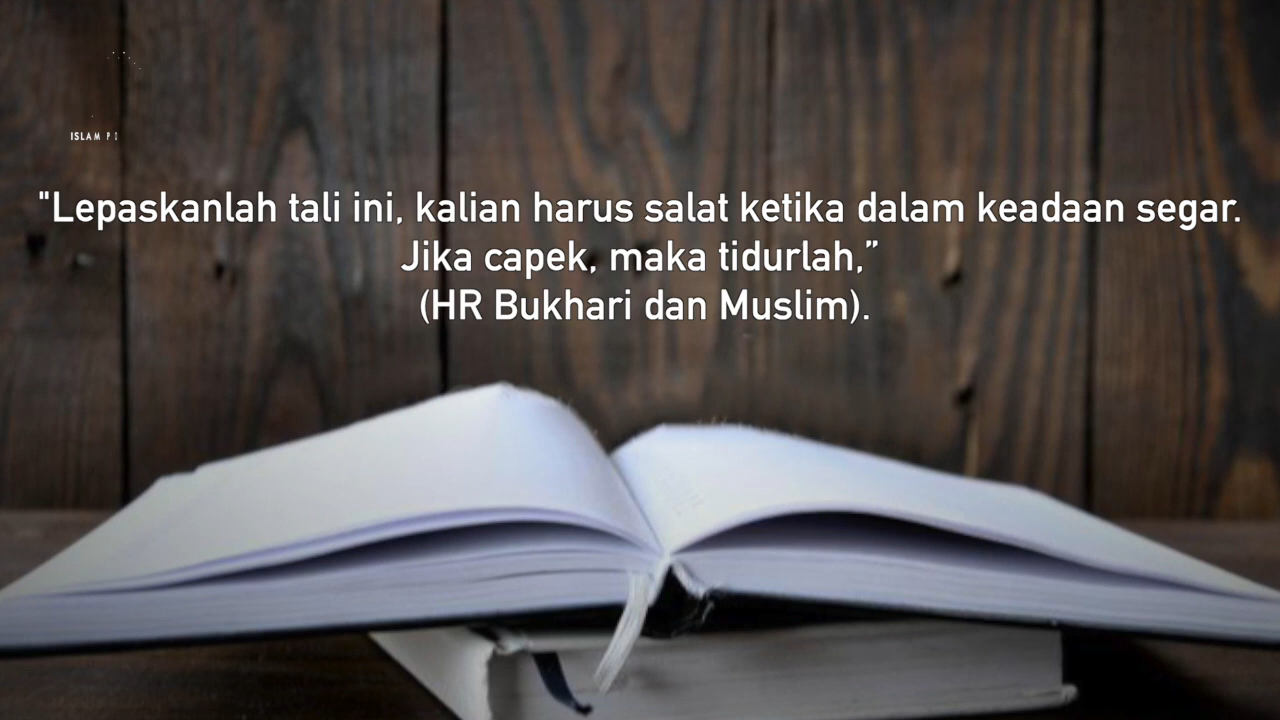 ISLAM
"Lepaskanlah tali ini, kalian harus salat ketika dalam keadaan segar.
Jika capek, maka tidurlah,”
(HR Bukhari dan Muslim).